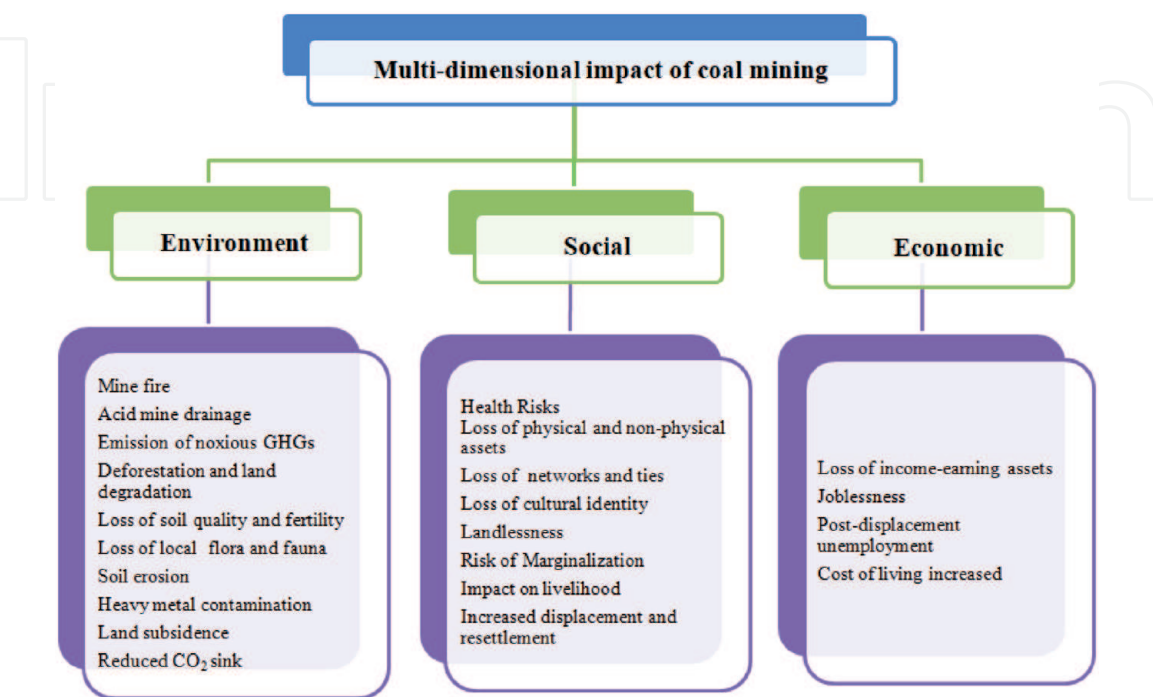 Multi-dimensional impact of coal mining
Environment
Mine fire
Acid mine drainage
Emission of noxious GHGs
Deforestation and land
degradation
Loss of soil quality and fertility
Loss of local flora and fauna
Soil erosion
Heavy metal contamination
Land subsidence
Reduced CO₂ sink
Social
Health Risks
Loss of physical and non-physical
assets
Loss of networks and ties
Loss of cultural identity
Landlessness
Risk of Marginalization
Impact on livelihood
Increased displacement and
resettlement
Economic
Loss of income-earning assets
Joblessness
Post-displacement
unemployment
Cost of living increased